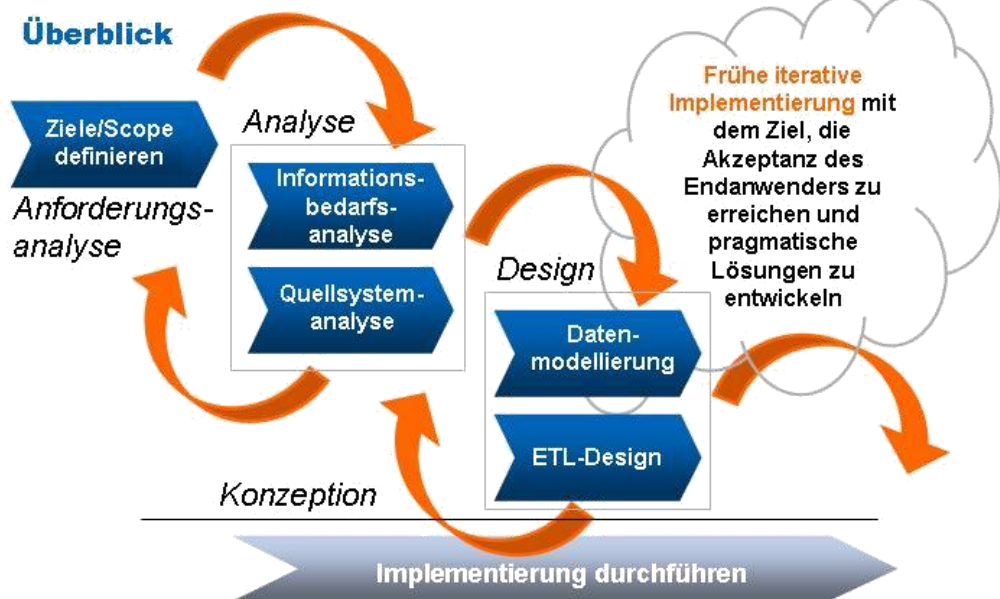 Überblick
Ziele/Scope
definieren
Anforderungs-
analyse
Analyse
Informations-
bedarfs-
analyse
Quellsystem-
analyse
Design
Daten-
modellierung
ETL-Design
Frühe iterative
Implementierung mit
dem Ziel, die
Akzeptanz des
Endanwenders zu
erreichen und
pragmatische
Lösungen zu
entwickeln
Konzeption
Implementierung durchführen